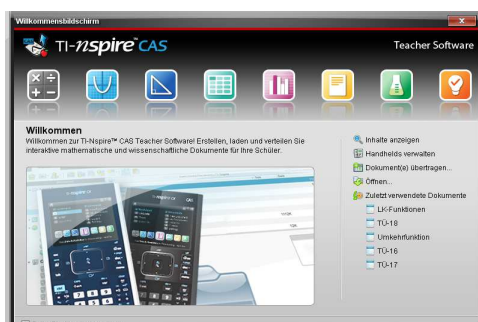 Willkommensbildschirm
TI-nspire™ CAS
Teacher Software
Willkommen
Willkommen zur TI-Nspire™ CAS Teacher Software! Erstellen, laden und verteilen Sie
interaktive mathematische und wissenschaftliche Dokumente für Ihre Schüler.
Inhalte anzeigen
Handhelds verwalten
Dokument(e) übertragen...
Öffnen...
Zuletzt verwendete Dokumente
LK-Funktionen
TÜ-18
Umkehrfunktion
TÜ-16
TÜ-17